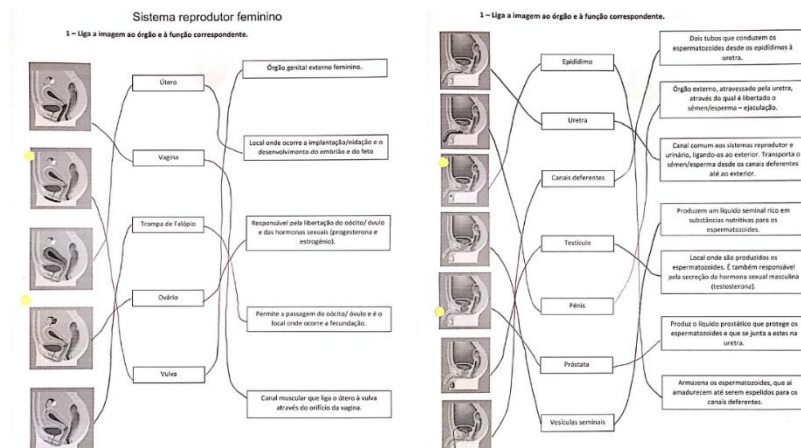 Sistema reprodutor feminino
1 – Liga a imagem ao órgão e à função correspondente.
Útero
Vagina
Trompa de Falópio
Ovário
Vulva
Órgão genital externo feminino.
Local onde ocorre a implantação/nidação e o
desenvolvimento do embrião e do feto
Responsável pela libertação do oócito/ óvulo
e das hormonas sexuais (progesterona e
estrogénio).
Permite a passagem do oócito/ óvulo e é o
local onde ocorre a fecundação.
Canal muscular que liga o útero à vulva
através do orifício da vagina.
1 – Liga a imagem ao órgão e à função correspondente.
Epidídimo
Uretra
Canais deferentes
Testículo
Pénis
Próstata
Vesículas seminais
Dois tubos que conduzem os
espermatozoides desde os epidídimos à
uretra.
Órgão externo, atravessado pela uretra,
através do qual é libertado o
sémen/esperma – ejaculação.
Canal comum aos sistemas reprodutor e
urinário, ligando-os ao exterior. Transporta o
sémen/esperma desde os canais deferentes
até ao exterior.
Produzem um líquido seminal rico em
substâncias nutritivas para os
espermatozoides.
Local onde são produzidos os
espermatozoides. É também responsável
pela secreção da hormona sexual masculina
(testosterona).
Produz o líquido prostático que protege os
espermatozoides e que se junta a estes na
uretra.
Armazena os espermatozoides, que aí
amadurecem até serem expelidos para os
canais deferentes.